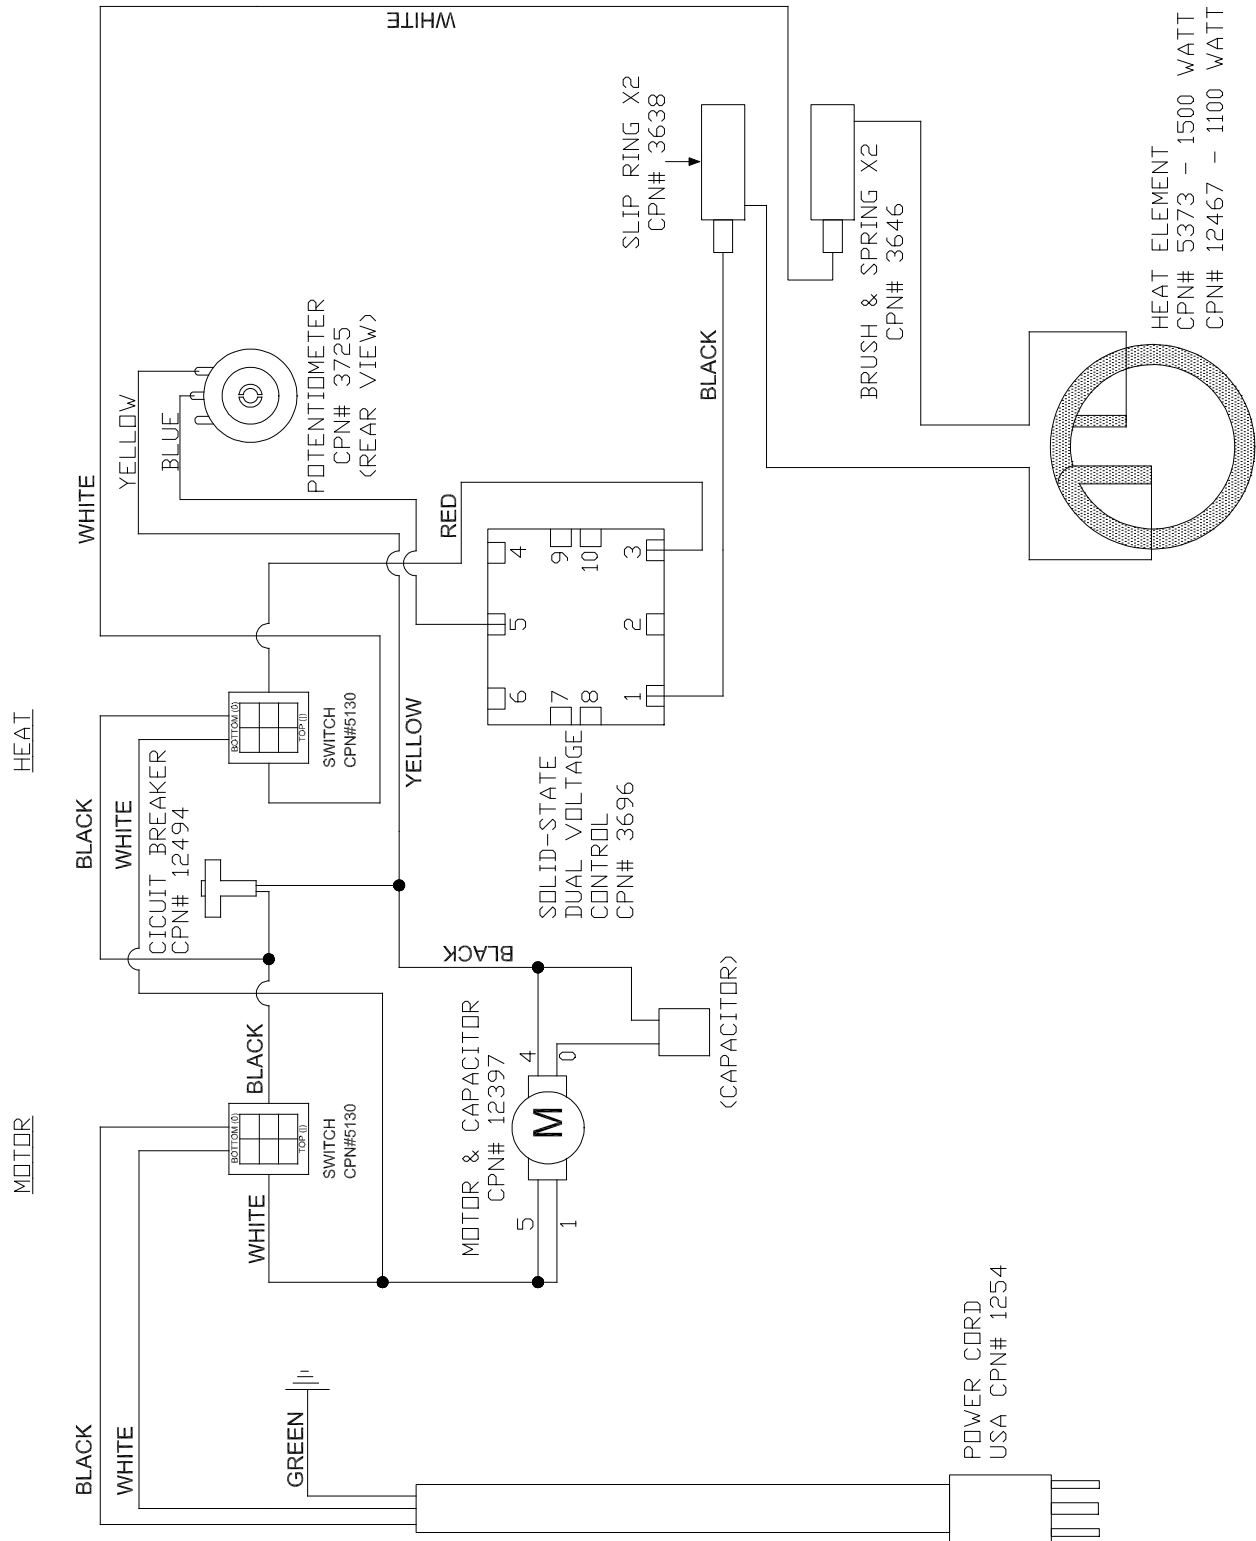 MOTOR
HEAT
BLACK
WHITE
GREEN
BLACK
WHITE
BOTTOM (0)
TOP (|)
SWITCH
CPN#5130
WHITE
BLACK
CICUIT BREAKER
CPN# 12494
BOTTOM (0)
TOP (|)
SWITCH
CPN#5130
WHITE
WHITE
YELLOW
BLUE
POTENTIOMETER
CPN# 3725
(REAR VIEW)
YELLOW
RED
MOTOR & CAPACITOR
CPN# 12397
5
1
M
4
0
BLACK
(CAPACITOR)
SOLID-STATE
DUAL VOLTAGE
CONTROL
CPN# 3696
6
5
4
7
8
9
10
1
2
3
BLACK
SLIP RING X2
CPN# 3638
BRUSH & SPRING X2
CPN# 3646
POWER CORD
USA CPN# 1254
HEAT ELEMENT
CPN# 5373 - 1500 WATT
CPN# 12467 - 1100 WATT